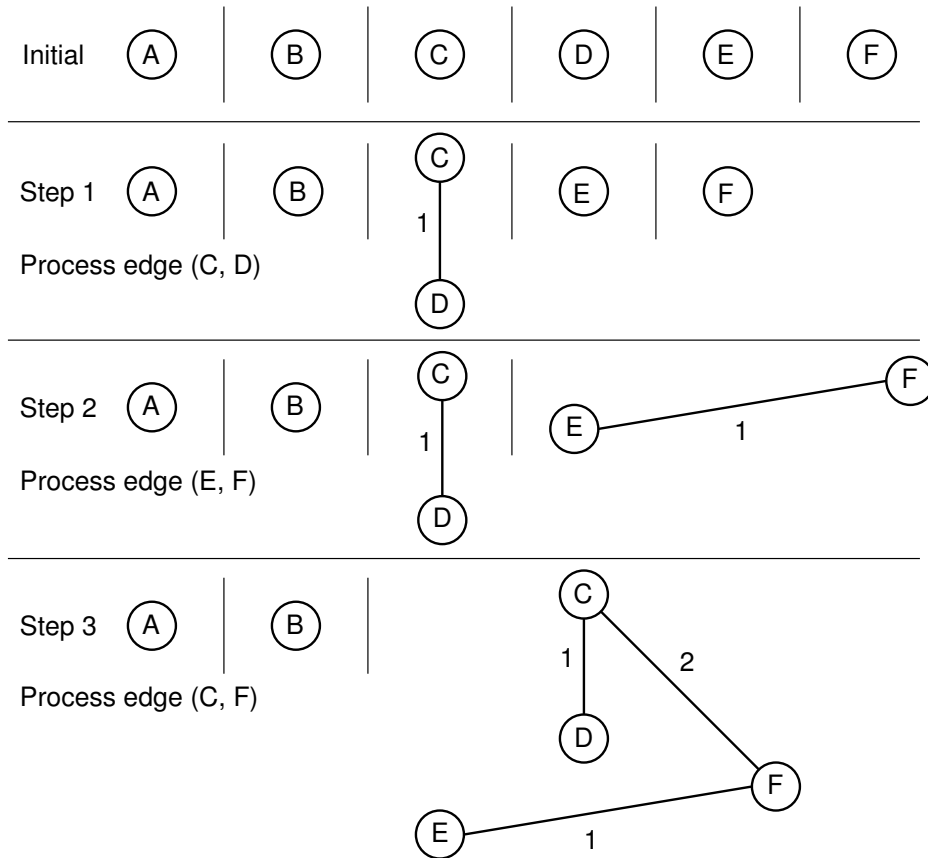 Initial A B C D E F
C
Step 1 A B E F
1
Process edge (C, D)
D
C F
Step 2 A B E
1 1
Process edge (E, F)
D
C
Step 3 A B
1 2
Process edge (C, F)
D
F
E
1